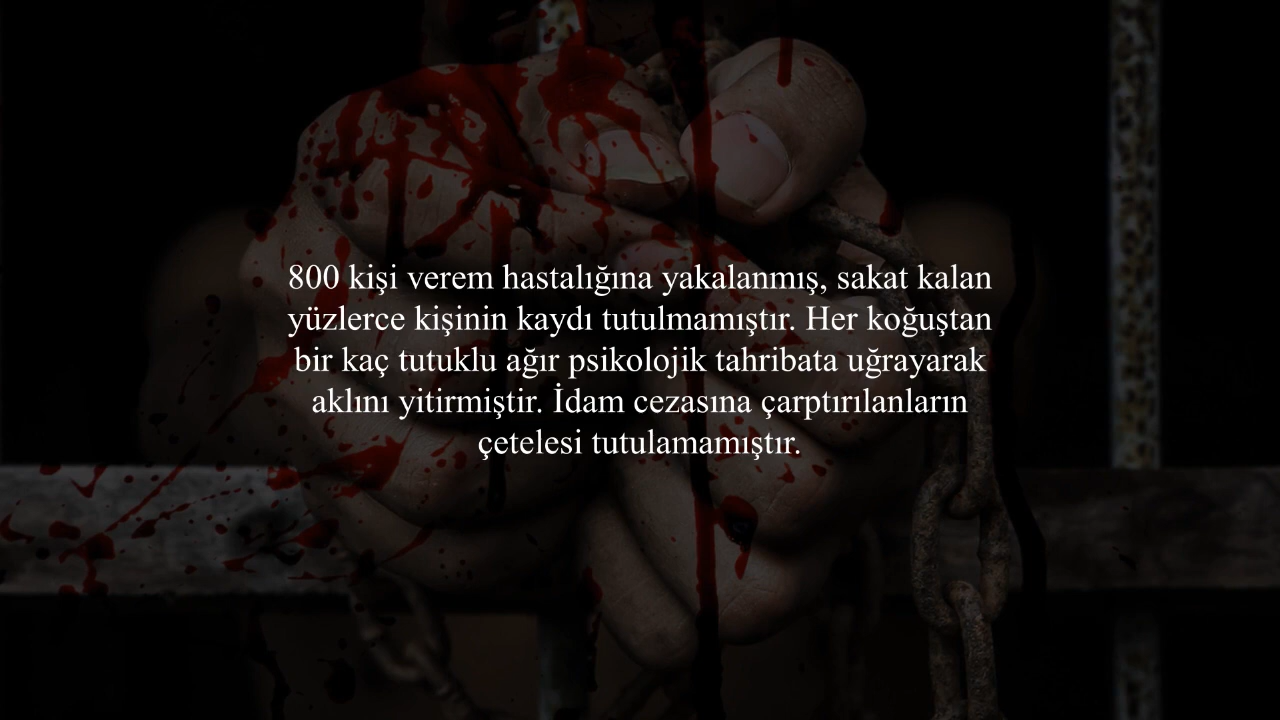 800 kişi verem hastalığına yakalanmış, sakat kalan
yüzlerce kişinin kaydı tutulmamıştır. Her koğuştan
bir kaç tutuklu ağır psikolojik tahribata uğrayarak
aklını yitirmiştir. İdam cezasına çarptırılanların
çetelesi tutulamamıştır.